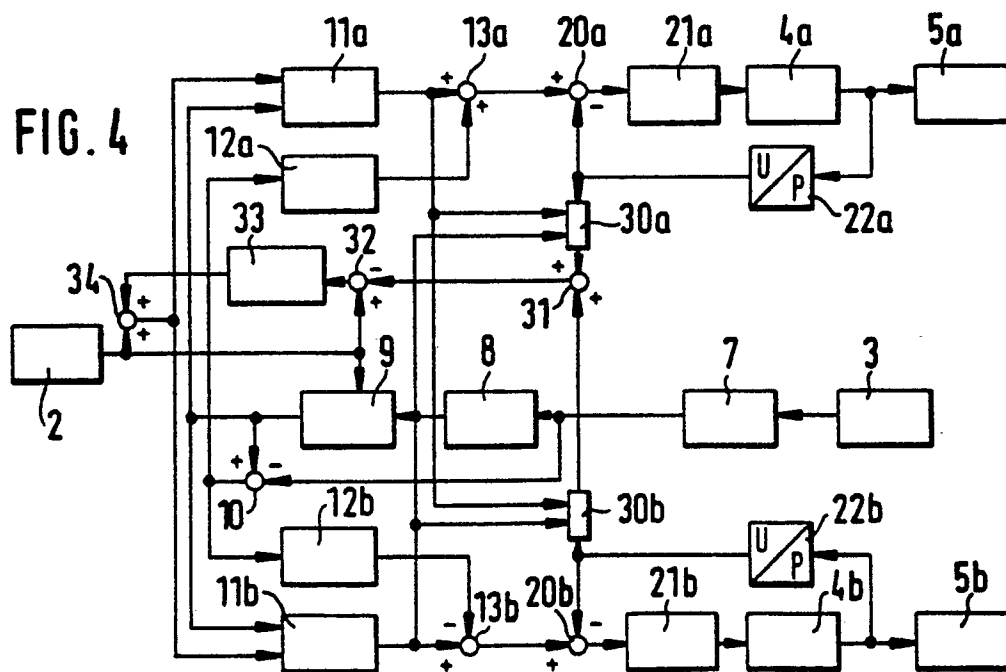 11a 13a 20a 21a 4a 5a
+ + + -
FIG. 4
12a
U
P
22a
30a
33 32 -
+
34 + +
+ +
31
2
9 8 7 3
+ -
10
12b
30b
U
P
22b
11b
- - -
+ +
13b 20b 21b 4b 5b